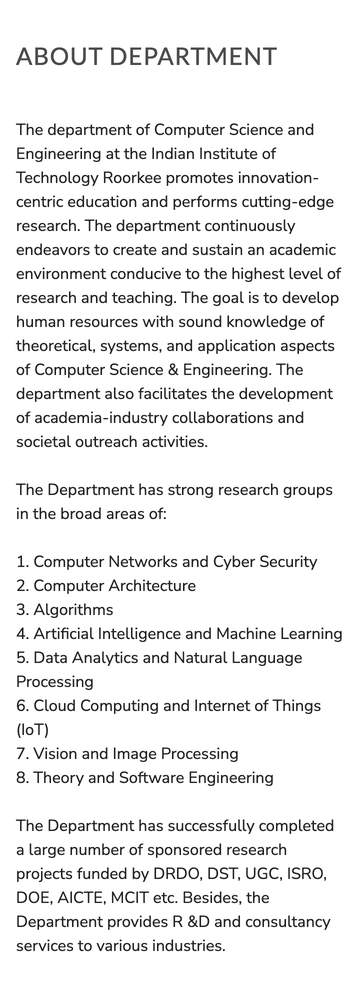 ABOUT DEPARTMENT
The department of Computer Science and
Engineering at the Indian Institute of
Technology Roorkee promotes innovation-
centric education and performs cutting-edge
research. The department continuously
endeavors to create and sustain an academic
environment conducive to the highest level of
research and teaching. The goal is to develop
human resources with sound knowledge of
theoretical, systems, and application aspects
of Computer Science & Engineering. The
department also facilitates the development
of academia-industry collaborations and
societal outreach activities.
The Department has strong research groups
in the broad areas of:
1. Computer Networks and Cyber Security
2. Computer Architecture
3. Algorithms
4. Artificial Intelligence and Machine Learning
5. Data Analytics and Natural Language
Processing
6. Cloud Computing and Internet of Things
(IoT)
7. Vision and Image Processing
8. Theory and Software Engineering
The Department has successfully completed
a large number of sponsored research
projects funded by DRDO, DST, UGC, ISRO,
DOE, AICTE, MCIT etc. Besides, the
Department provides R &D and consultancy
services to various industries.